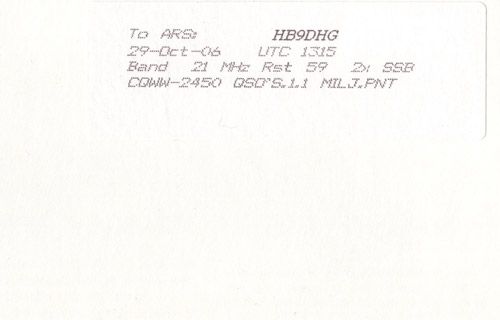 To ARS: HB9DHG
29-Oct-06 UTC 1315
Band 21 MHz Rst 59 2x SSB
CQWW-2450 QSO'S.1.1 MILJ.PNT